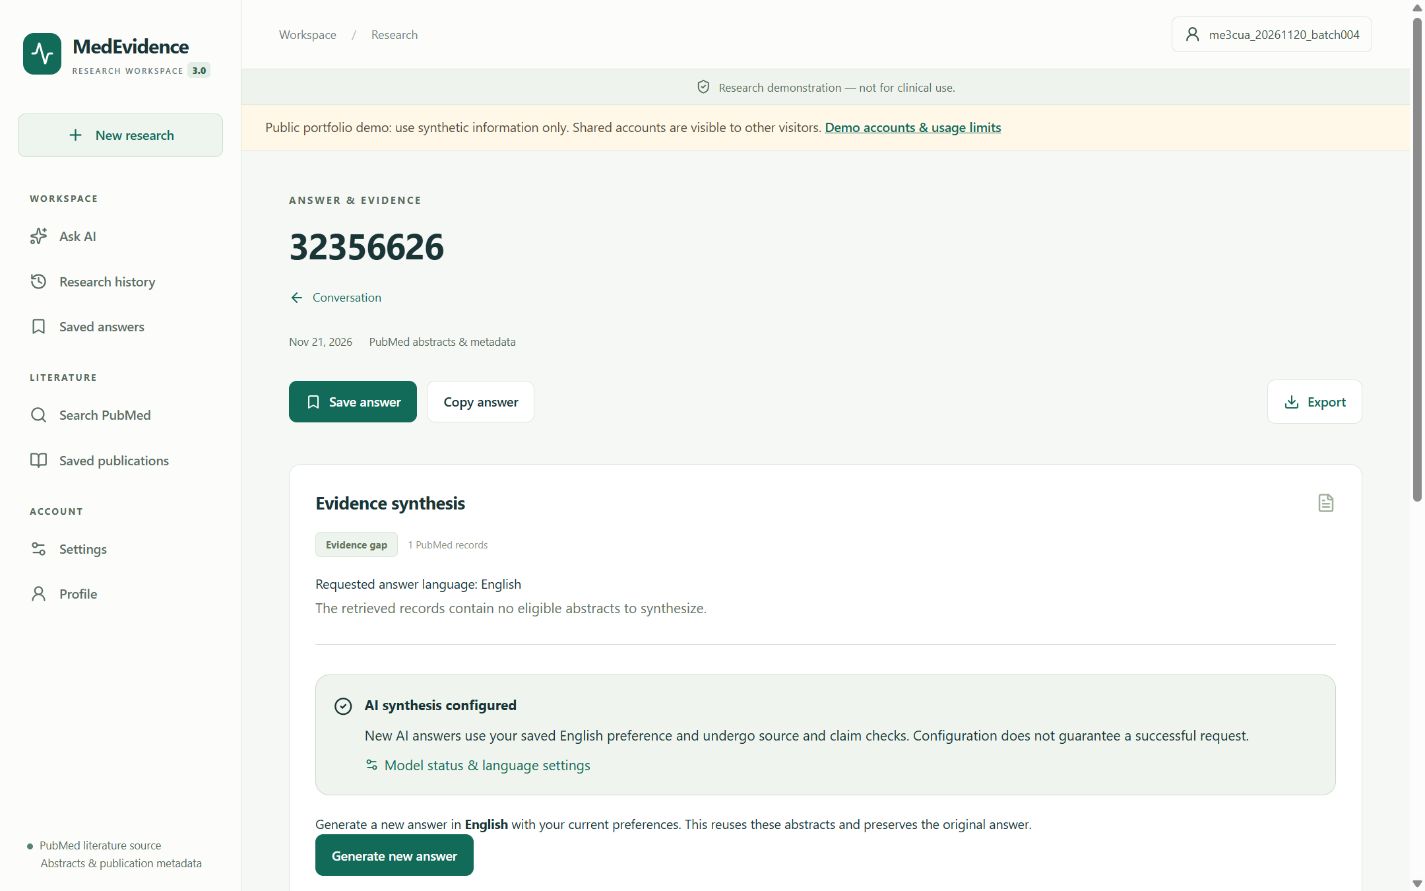 MedEvidence
RESEARCH WORKSPACE 3.0
New research
WORKSPACE
Ask AI
Research history
Saved answers
LITERATURE
Search PubMed
Saved publications
ACCOUNT
Settings
Profile
PubMed literature source
Abstracts & publication metadata
Workspace / Research
me3cua_20261120_batch004
Research demonstration — not for clinical use.
Public portfolio demo: use synthetic information only. Shared accounts are visible to other visitors. Demo accounts & usage limits
ANSWER & EVIDENCE
32356626
Conversation
Nov 21, 2026 PubMed abstracts & metadata
Save answer
Copy answer
Export
Evidence synthesis
Evidence gap 1 PubMed records
Requested answer language: English
The retrieved records contain no eligible abstracts to synthesize.
AI synthesis configured
New AI answers use your saved English preference and undergo source and claim checks. Configuration does not guarantee a successful request.
Model status & language settings
Generate a new answer in English with your current preferences. This reuses these abstracts and preserves the original answer.
Generate new answer